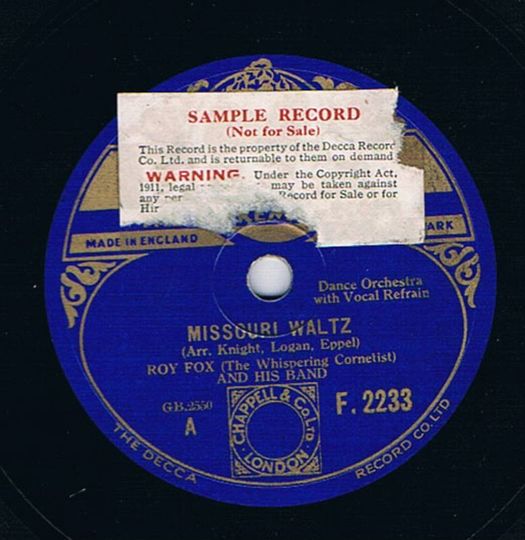 SAMPLE RECORD
(Not for Sale)
This Record is the property of the Decca Record
Co. Ltd. and is returnable to them on demand
WARNING. Under the Copyright Act,
1911, legal may be taken against
any Record for Sale or for
Hir
MADE IN ENGLAND
ARK
Dance Orchestra
with Vocal Refrain
MISSOURI WALTZ
(Arr. Knight, Logan, Eppel)
ROY FOX (The Whispering Cornetist)
AND HIS BAND
GB.2550
A
CHAPPELL & CO LTD
LONDON
F. 2233
THE DECCA
RECORD CO. LTD